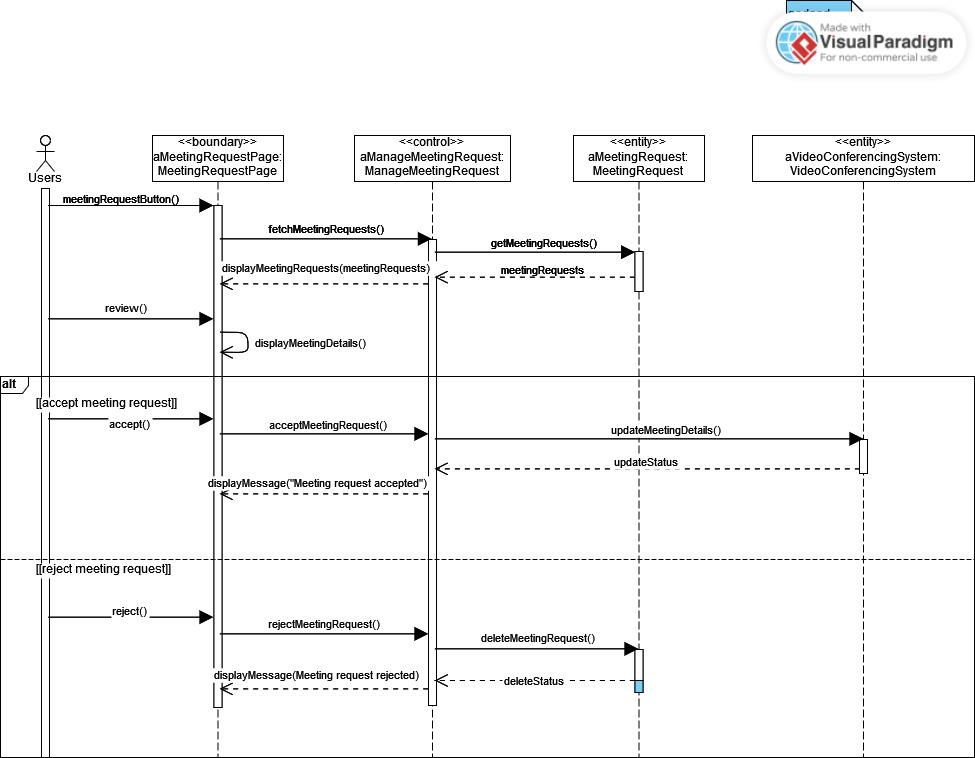 Made with
Visual Paradigm
For non-commercial use
Users
<<boundary>>
aMeetingRequestPage:
MeetingRequestPage
<<control>>
aManageMeetingRequest:
ManageMeetingRequest
<<entity>>
aMeetingRequest:
MeetingRequest
<<entity>>
aVideoConferencingSystem:
VideoConferencingSystem
meetingRequestButton()
fetchMeetingRequests()
getMeetingRequests()
displayMeetingRequests(meetingRequests)
meetingRequests
review()
displayMeetingDetails()
alt
[[accept meeting request]]
accept()
acceptMeetingRequest()
updateMeetingDetails()
updateStatus
displayMessage("Meeting request accepted")
[[reject meeting request]]
reject()
rejectMeetingRequest()
deleteMeetingRequest()
displayMessage(Meeting request rejected)
deleteStatus